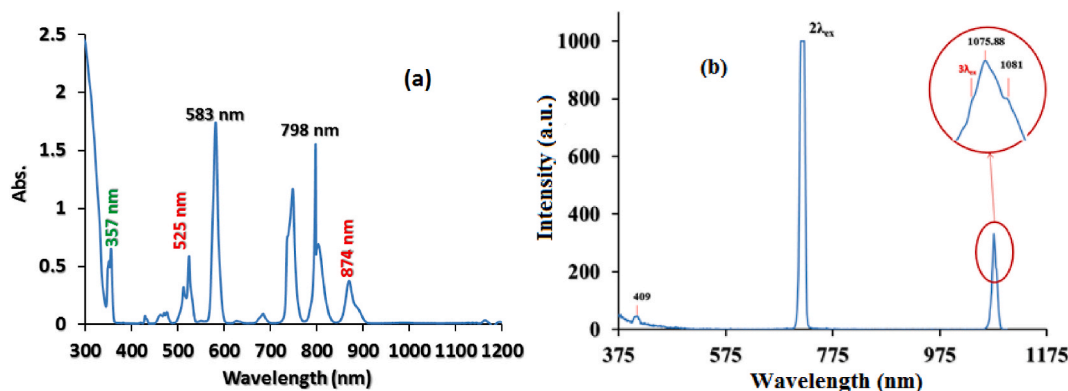 (a)
Abs.
2.5
2
1.5
1
0.5
0
357 nm
525 nm
583 nm
798 nm
874 nm
300 400 500 600 700 800 900 1000 1100 1200
Wavelength (nm)
(b)
Intensity (a.u.)
1000
800
600
400
200
0
409
2λex
1075.88
3λex
1081
375 575 775 975 1175
Wavelength (nm)